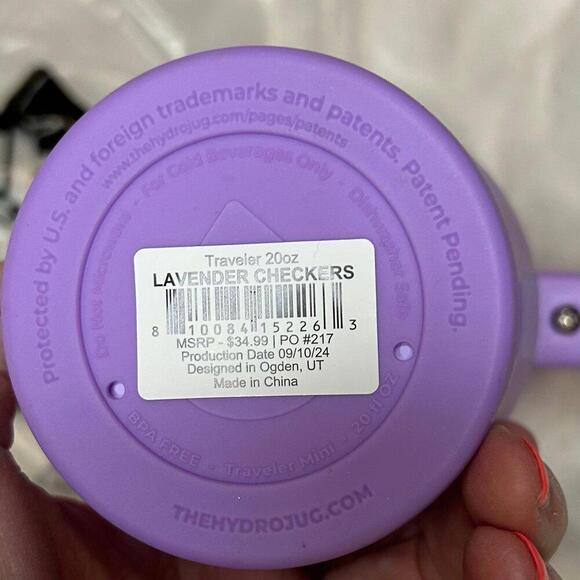 Protected by U.S. and foreign trademarks and patents. Patent Pending.
www.thehydrojug.com/pages/patents
Do Not Microwave - For Cold Beverages Only - Dishwasher Safe
Traveler 20oz
LAVENDER CHECKERS
8 10084 15226 3
MSRP - $34.99 | PO #217
Production Date 09/10/24
Designed in Ogden, UT
Made in China
BPA FREE - Traveler Mini - 20 fl oz
THEHYDROJUG.COM